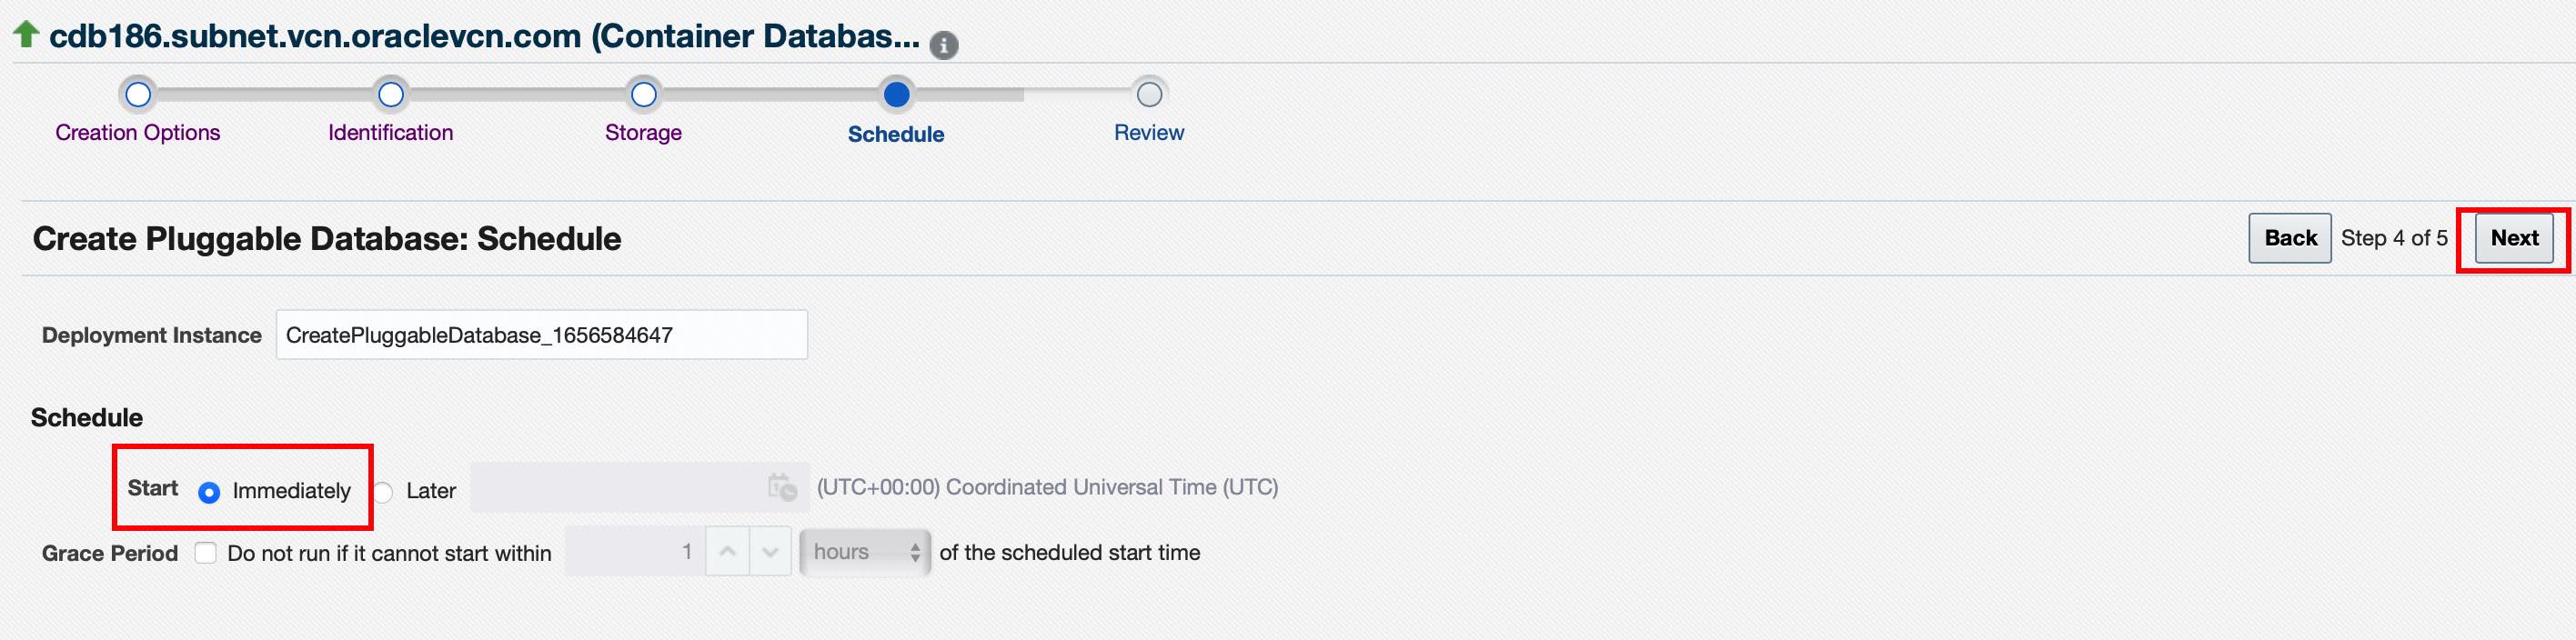 cdb186.subnet.vcn.oraclevcn.com (Container Databas...
Creation Options Identification Storage Schedule Review
Create Pluggable Database: Schedule Back Step 4 of 5 Next
Deployment Instance CreatePluggableDatabase_1656584647
Schedule
Start Immediately Later (UTC+00:00) Coordinated Universal Time (UTC)
Grace Period Do not run if it cannot start within 1 hours of the scheduled start time